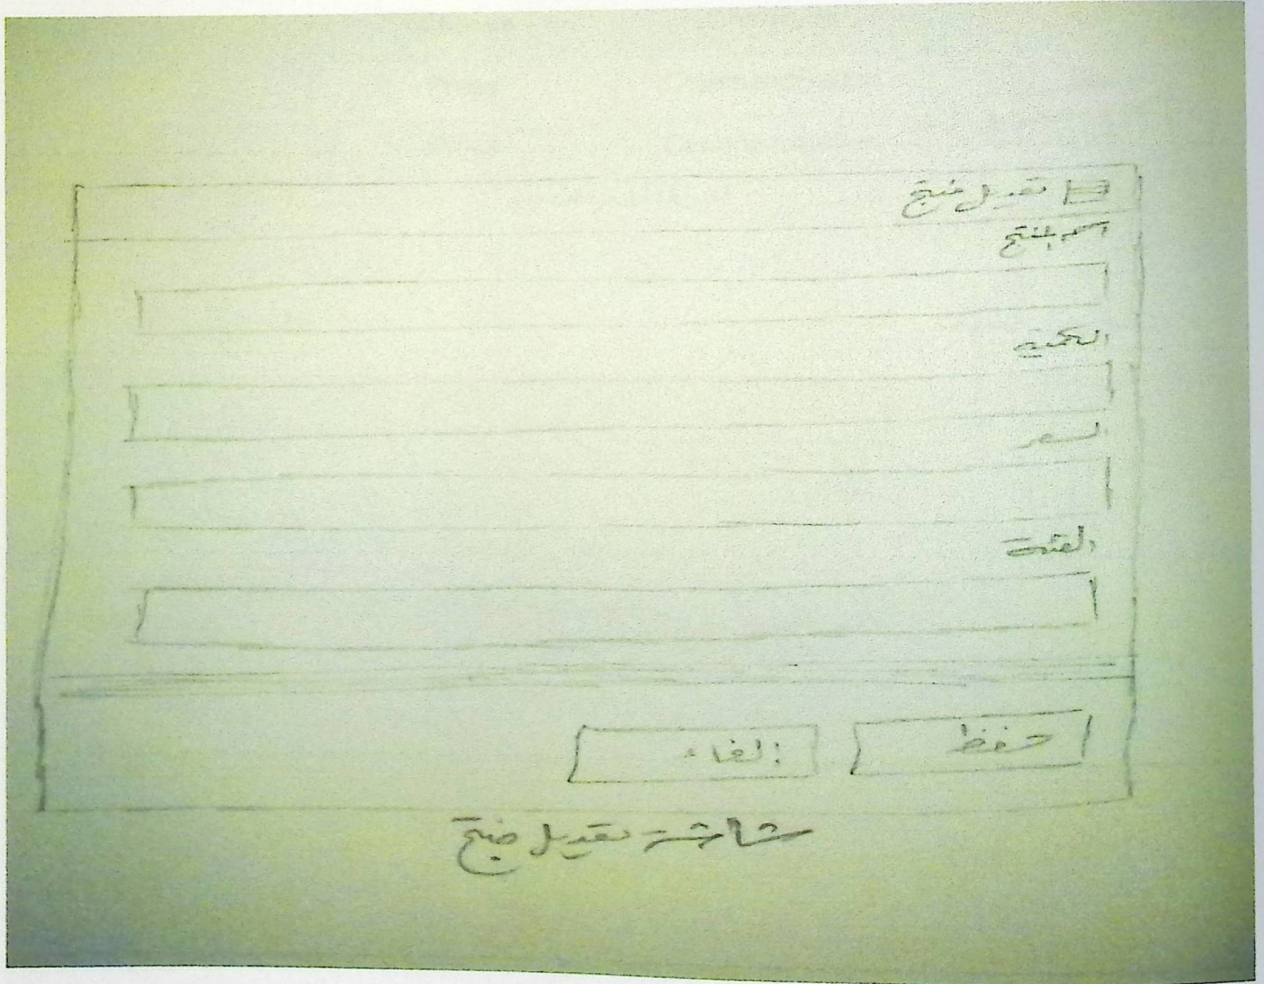 تعديل منتج
اسم المنتج
الكمية
السعر
الفئة
حفظ
إلغاء
شاشة تعديل منتج